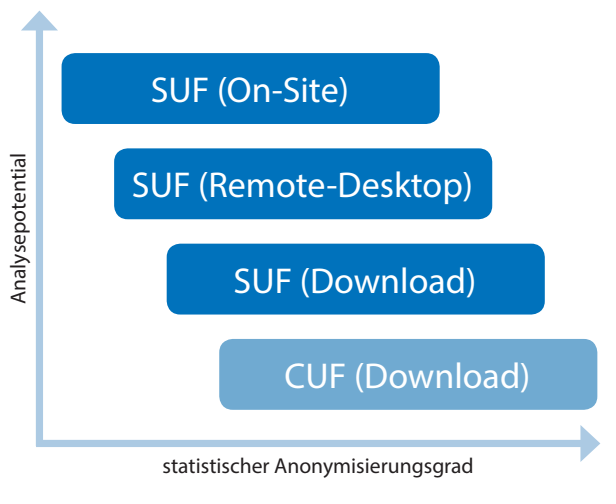 SUF (On-Site)
SUF (Remote-Desktop)
SUF (Download)
CUF (Download)
Analysepotential
statistischer Anonymisierungsgrad